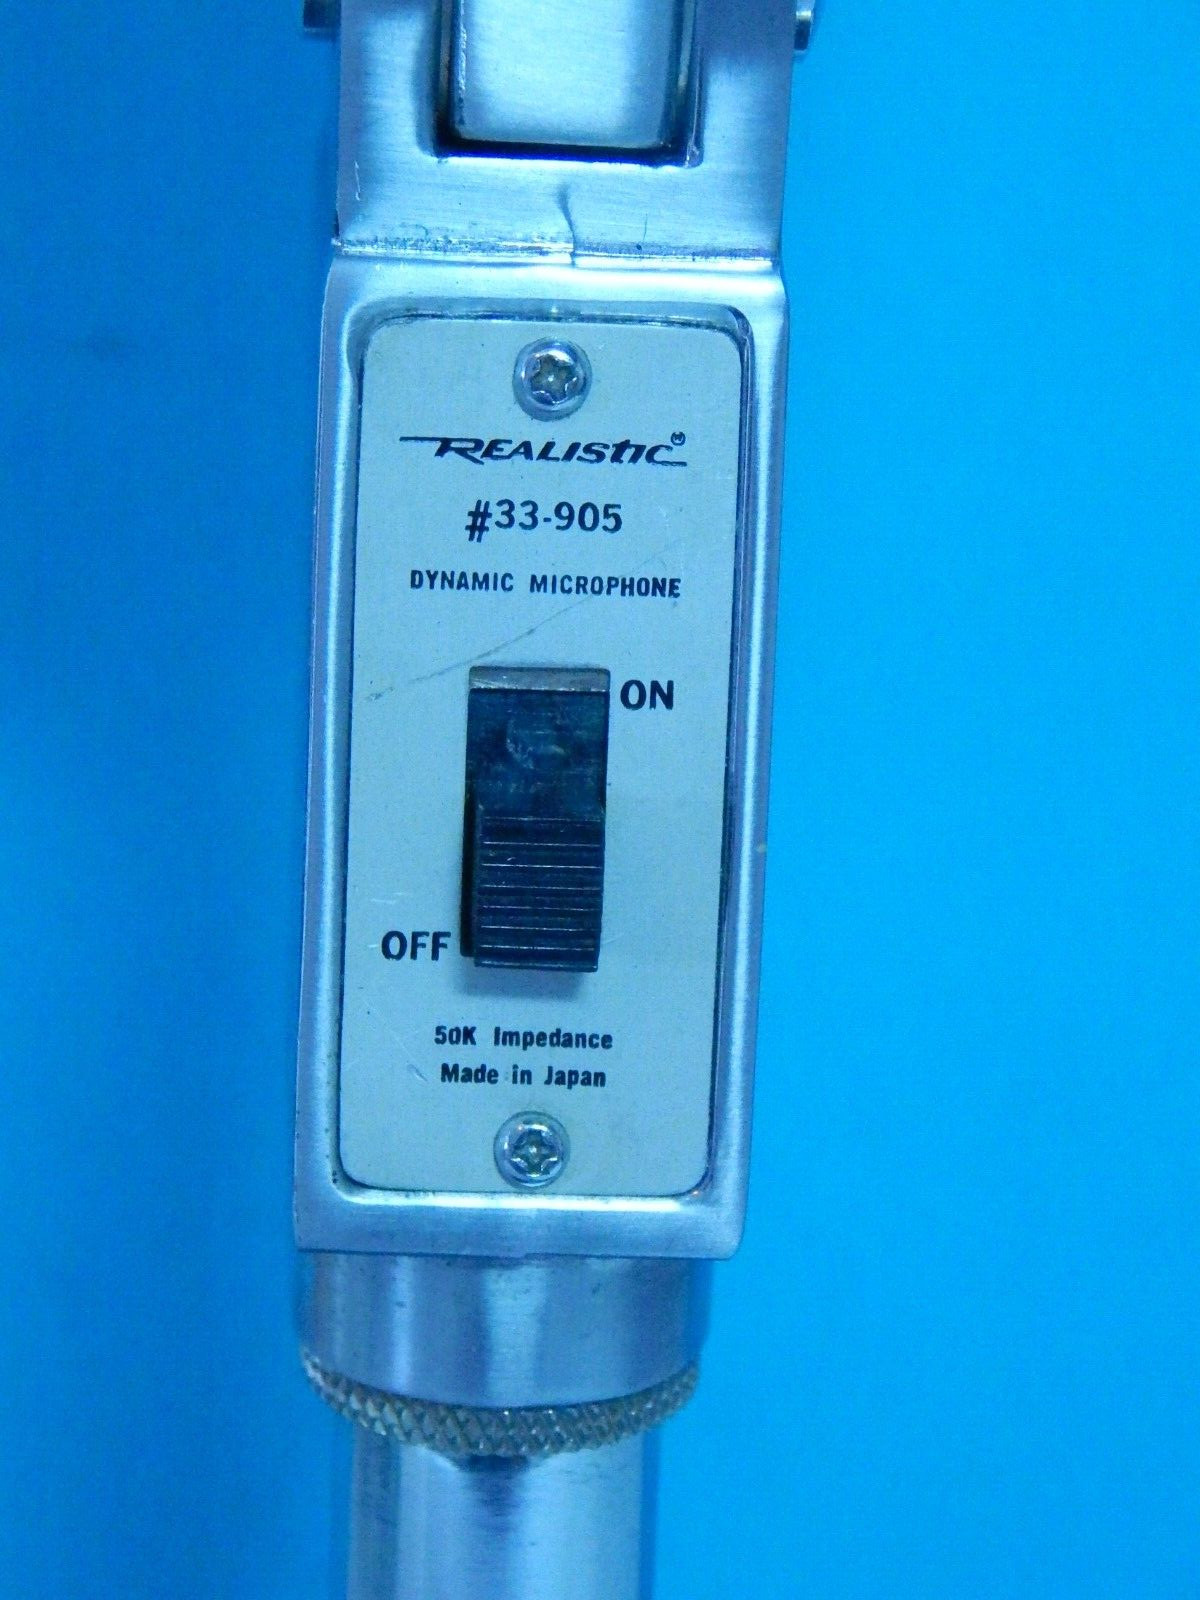 REALISTIC®
#33-905
DYNAMIC MICROPHONE
ON
OFF
50K Impedance
Made in Japan